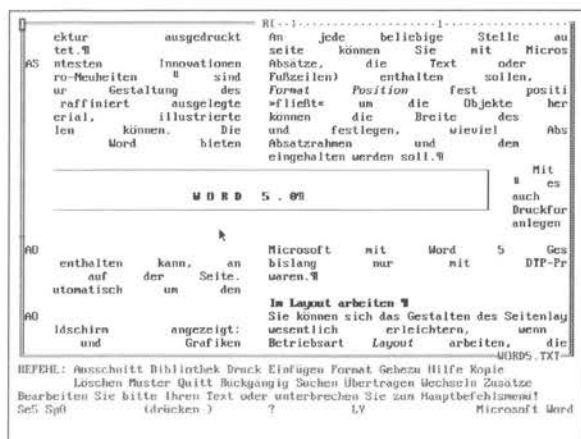 R[··1···························1·····················
ektur ausgedruckt An jede beliebige Stelle au
tet.¶ seite können Sie mit Micros
AS ntesten Innovationen Absätze, die Text oder
ro-Neuheiten " sind Fußzeilen) enthalten sollen,
ur Gestaltung des Format Position fest positi
raffiniert ausgelegte »fließt« um die Objekte her
erial, illustrierte können die Breite des
len können. Die und festlegen, wieviel Abs
Word bieten Absatzrahmen und dem
eingehalten werden soll.¶
Mit
" es
WORD 5.0¶ auch
Druckfor
anlegen
AO Microsoft mit Word 5 Ges
enthalten kann, an bislang nur mit DTP-Pr
auf der Seite. waren.¶
utomatisch um den
Im Layout arbeiten ¶
AO Sie können sich das Gestalten des Seitenlay
ldschirm angezeigt: wesentlich erleichtern, wenn
und Grafiken Betriebsart Layout arbeiten, die
WORD5.TXT
BEFEHL: Ausschnitt Bibliothek Druck Einfügen Format Gehezu Hilfe Kopie
Löschen Muster Quitt Rückgängig Suchen Übertragen Wechseln Zusätze
Bearbeiten Sie bitte Ihren Text oder unterbrechen Sie zum Hauptbefehlsmenü!
Se5 Sp8 (drücken ) ? LY Microsoft Word